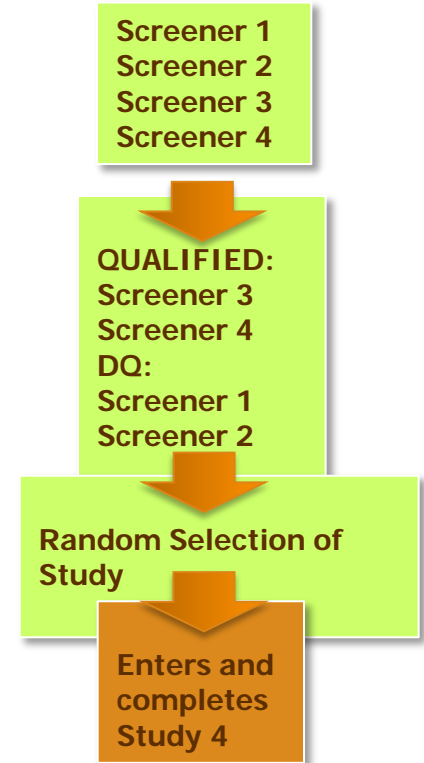 Screener 1
Screener 2
Screener 3
Screener 4
QUALIFIED:
Screener 3
Screener 4
DQ:
Screener 1
Screener 2
Random Selection of
Study
Enters and
completes
Study 4